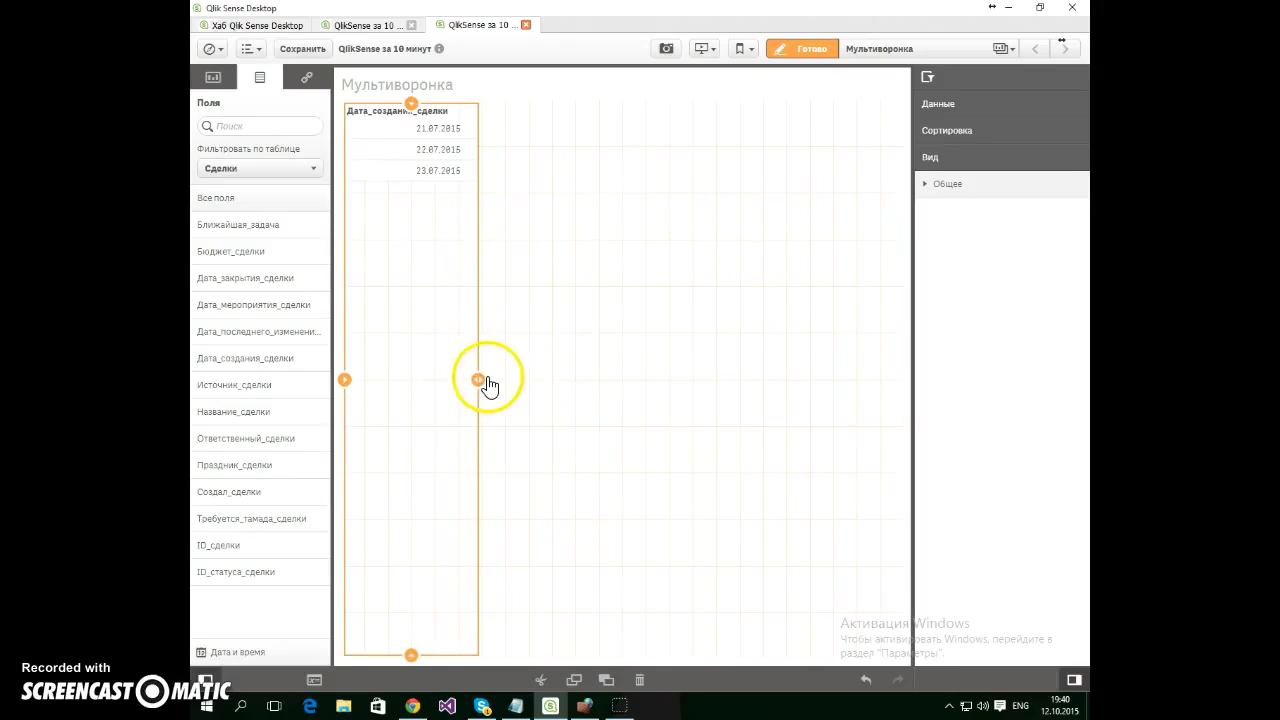 Qlik Sense Desktop
Хаб Qlik Sense Desktop
QlikSense за 10 ...
QlikSense за 10 ...
Сохранить
QlikSense за 10 минут
Готово
Мультиворонка
Поля
Поиск
Фильтровать по таблице
Сделки
Все поля
Ближайшая_задача
Бюджет_сделки
Дата_закрытия_сделки
Дата_мероприятия_сделки
Дата_последнего_изменени...
Дата_создания_сделки
Источник_сделки
Название_сделки
Ответственный_сделки
Праздник_сделки
Создал_сделки
Требуется_тамада_сделки
ID_сделки
ID_статуса_сделки
Дата и время
Мультиворонка
Дата_создани..._сделки
21.07.2015
22.07.2015
23.07.2015
Данные
Сортировка
Вид
Общее
Активация Windows
Чтобы активировать Windows, перейдите в
раздел "Параметры".
Recorded with
SCREENCAST MATIC
ENG
19:40
12.10.2015